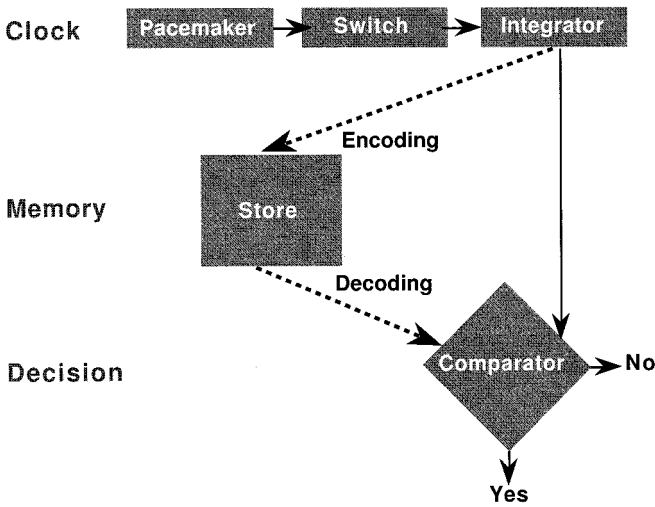 Clock
Pacemaker
Switch
Integrator
Encoding
Memory
Store
Decoding
Decision
Comparator
No
Yes